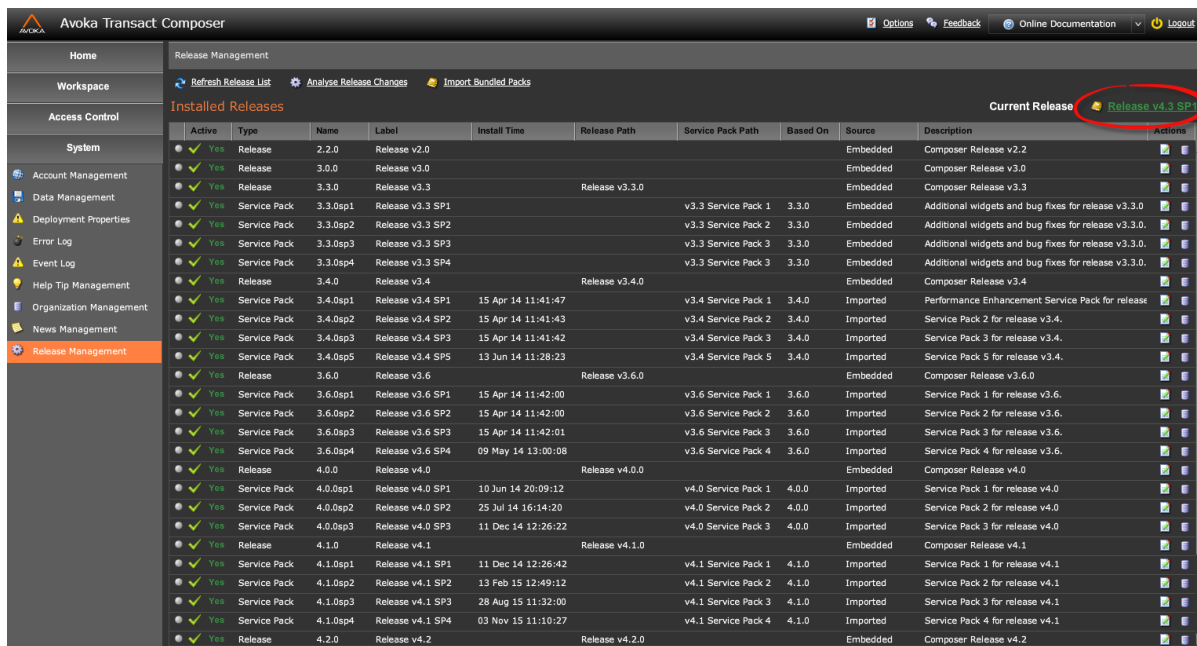 AVOKA Avoka Transact Composer Options Feedback Online Documentation Logout
Home
Workspace
Access Control
System
Account Management
Data Management
Deployment Properties
Error Log
Event Log
Help Tip Management
Organization Management
News Management
Release Management
Release Management
Refresh Release List Analyse Release Changes Import Bundled Packs
Installed Releases Current Release Release v4.3 SP1
Active Type Name Label Install Time Release Path Service Pack Path Based On Source Description Actions
Yes Release 2.2.0 Release v2.0 Embedded Composer Release v2.2
Yes Release 3.0.0 Release v3.0 Embedded Composer Release v3.0
Yes Release 3.3.0 Release v3.3 Release v3.3.0 Embedded Composer Release v3.3
Yes Service Pack 3.3.0sp1 Release v3.3 SP1 v3.3 Service Pack 1 3.3.0 Embedded Additional widgets and bug fixes for release v3.3.0
Yes Service Pack 3.3.0sp2 Release v3.3 SP2 v3.3 Service Pack 2 3.3.0 Embedded Additional widgets and bug fixes for release v3.3.0.
Yes Service Pack 3.3.0sp3 Release v3.3 SP3 v3.3 Service Pack 3 3.3.0 Embedded Additional widgets and bug fixes for release v3.3.0.
Yes Service Pack 3.3.0sp4 Release v3.3 SP4 v3.3 Service Pack 3 3.3.0 Embedded Additional widgets and bug fixes for release v3.3.0.
Yes Release 3.4.0 Release v3.4 Release v3.4.0 Embedded Composer Release v3.4
Yes Service Pack 3.4.0sp1 Release v3.4 SP1 15 Apr 14 11:41:47 v3.4 Service Pack 1 3.4.0 Imported Performance Enhancement Service Pack for release
Yes Service Pack 3.4.0sp2 Release v3.4 SP2 15 Apr 14 11:41:43 v3.4 Service Pack 2 3.4.0 Imported Service Pack 2 for release v3.4.
Yes Service Pack 3.4.0sp3 Release v3.4 SP3 15 Apr 14 11:41:42 v3.4 Service Pack 3 3.4.0 Imported Service Pack 3 for release v3.4.
Yes Service Pack 3.4.0sp5 Release v3.4 SP5 13 Jun 14 11:28:23 v3.4 Service Pack 5 3.4.0 Imported Service Pack 5 for release v3.4.
Yes Release 3.6.0 Release v3.6 Release v3.6.0 Embedded Composer Release v3.6.0
Yes Service Pack 3.6.0sp1 Release v3.6 SP1 15 Apr 14 11:42:00 v3.6 Service Pack 1 3.6.0 Imported Service Pack 1 for release v3.6.
Yes Service Pack 3.6.0sp2 Release v3.6 SP2 15 Apr 14 11:42:00 v3.6 Service Pack 2 3.6.0 Imported Service Pack 2 for release v3.6.
Yes Service Pack 3.6.0sp3 Release v3.6 SP3 15 Apr 14 11:42:01 v3.6 Service Pack 3 3.6.0 Imported Service Pack 3 for release v3.6.
Yes Service Pack 3.6.0sp4 Release v3.6 SP4 09 May 14 13:00:08 v3.6 Service Pack 4 3.6.0 Imported Service Pack 4 for release v3.6.
Yes Release 4.0.0 Release v4.0 Release v4.0.0 Embedded Composer Release v4.0
Yes Service Pack 4.0.0sp1 Release v4.0 SP1 10 Jun 14 20:09:12 v4.0 Service Pack 1 4.0.0 Imported Service Pack 1 for release v4.0
Yes Service Pack 4.0.0sp2 Release v4.0 SP2 25 Jul 14 16:14:20 v4.0 Service Pack 2 4.0.0 Imported Service Pack 2 for release v4.0
Yes Service Pack 4.0.0sp3 Release v4.0 SP3 11 Dec 14 12:26:22 v4.0 Service Pack 3 4.0.0 Imported Service Pack 3 for release v4.0
Yes Release 4.1.0 Release v4.1 Release v4.1.0 Embedded Composer Release v4.1
Yes Service Pack 4.1.0sp1 Release v4.1 SP1 11 Dec 14 12:26:42 v4.1 Service Pack 1 4.1.0 Imported Service Pack 1 for release v4.1
Yes Service Pack 4.1.0sp2 Release v4.1 SP2 13 Feb 15 12:49:12 v4.1 Service Pack 2 4.1.0 Imported Service Pack 2 for release v4.1
Yes Service Pack 4.1.0sp3 Release v4.1 SP3 28 Aug 15 11:32:00 v4.1 Service Pack 3 4.1.0 Imported Service Pack 3 for release v4.1
Yes Service Pack 4.1.0sp4 Release v4.1 SP4 03 Nov 15 11:10:27 v4.1 Service Pack 4 4.1.0 Imported Service Pack 4 for release v4.1
Yes Release 4.2.0 Release v4.2 Release v4.2.0 Embedded Composer Release v4.2